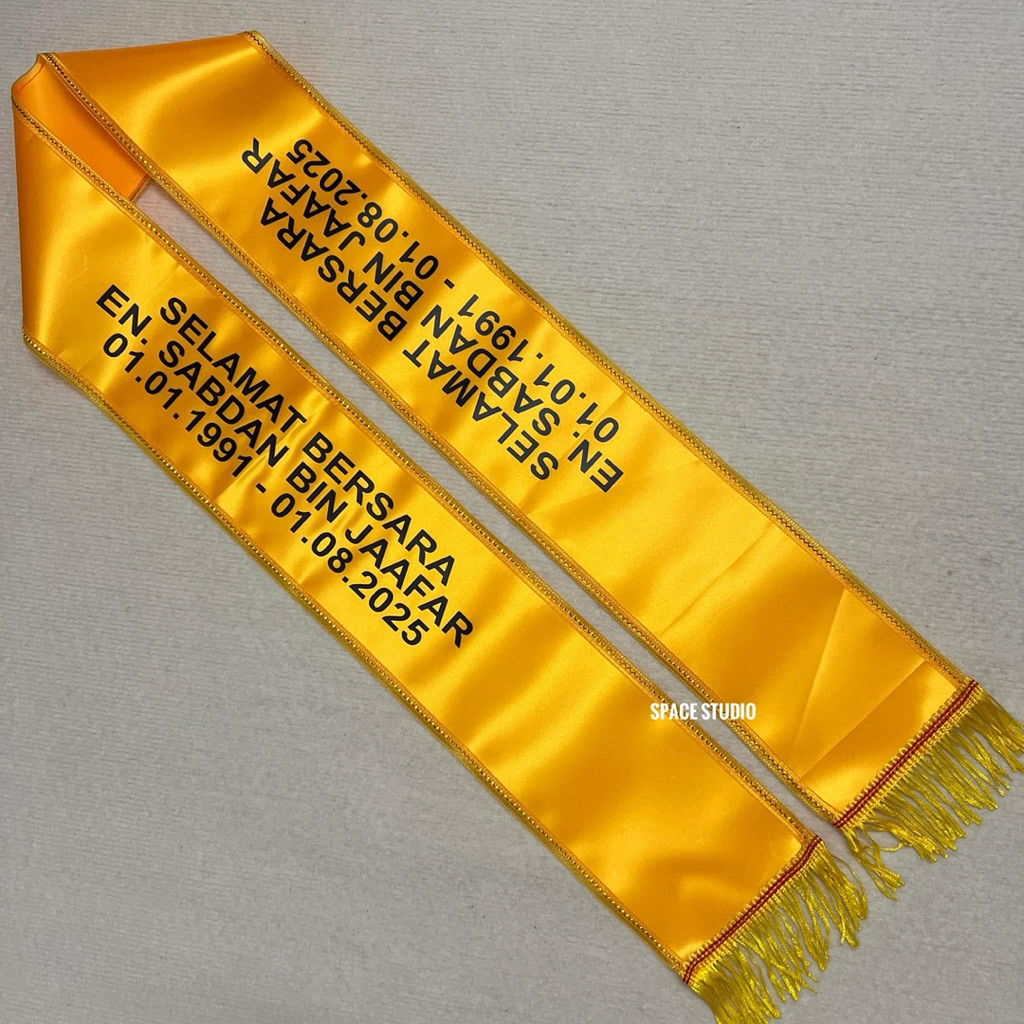 SELAMAT BERSARA
EN. SABDAN BIN JAAFAR
01.01.1991 - 01.08.2025
SELAMAT BERSARA
EN. SABDAN BIN JAAFAR
01.01.1991 - 01.08.2025
SPACE STUDIO